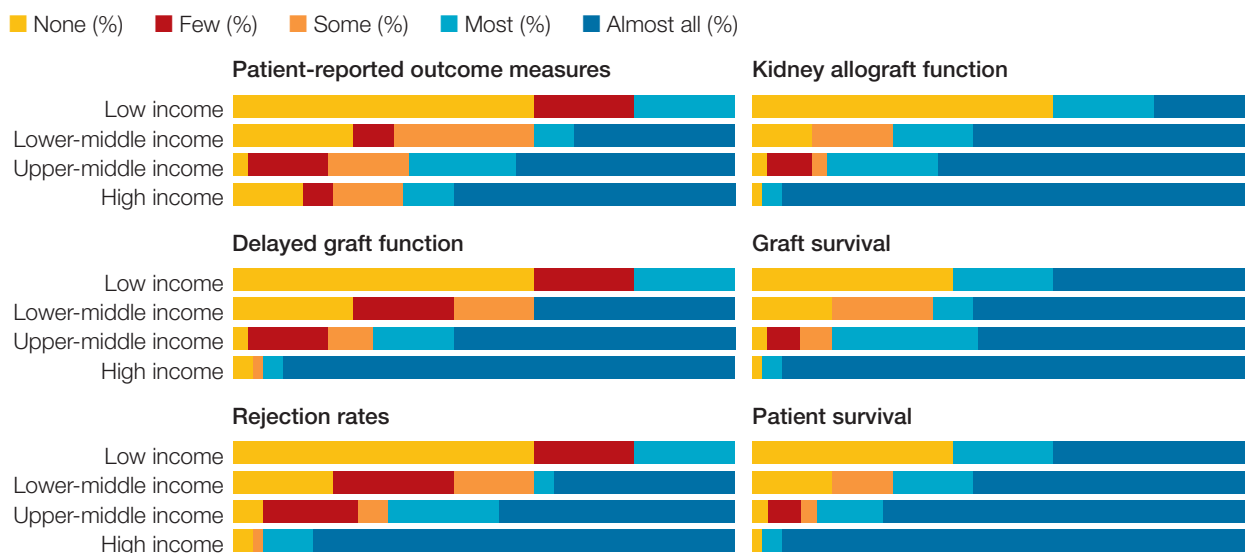 None (%) Few (%) Some (%) Most (%) Almost all (%)
Patient-reported outcome measures
Low income
Lower-middle income
Upper-middle income
High income
Kidney allograft function
Delayed graft function
Low income
Lower-middle income
Upper-middle income
High income
Graft survival
Rejection rates
Low income
Lower-middle income
Upper-middle income
High income
Patient survival